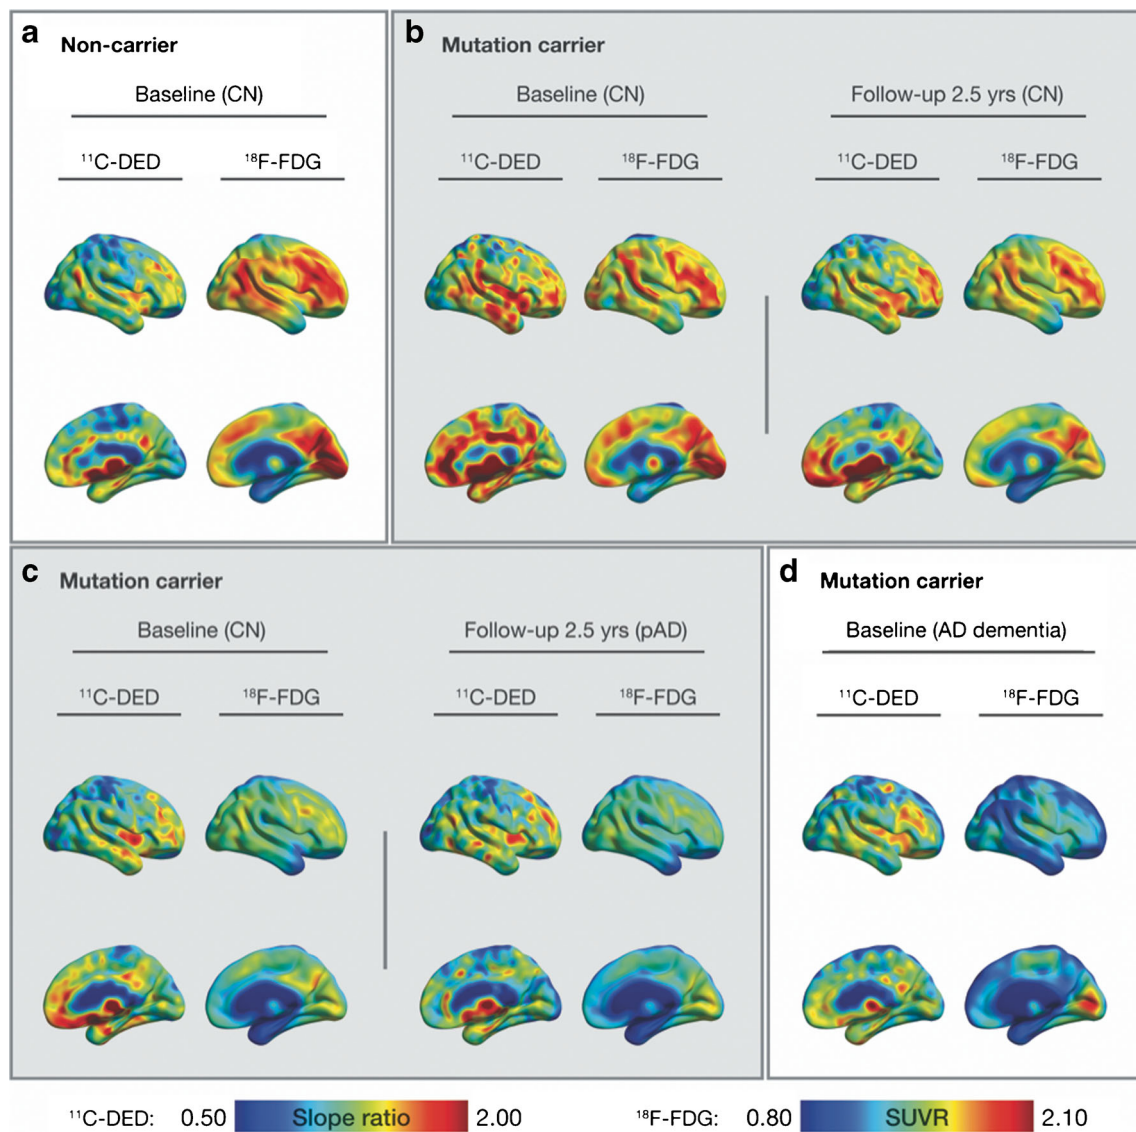 a Non-carrier
Baseline (CN)
¹¹C-DED ¹⁸F-FDG
b Mutation carrier
Baseline (CN) Follow-up 2.5 yrs (CN)
¹¹C-DED ¹⁸F-FDG ¹¹C-DED ¹⁸F-FDG
c Mutation carrier
Baseline (CN) Follow-up 2.5 yrs (pAD)
¹¹C-DED ¹⁸F-FDG ¹¹C-DED ¹⁸F-FDG
d Mutation carrier
Baseline (AD dementia)
¹¹C-DED ¹⁸F-FDG
¹¹C-DED: 0.50 Slope ratio 2.00 ¹⁸F-FDG: 0.80 SUVR 2.10